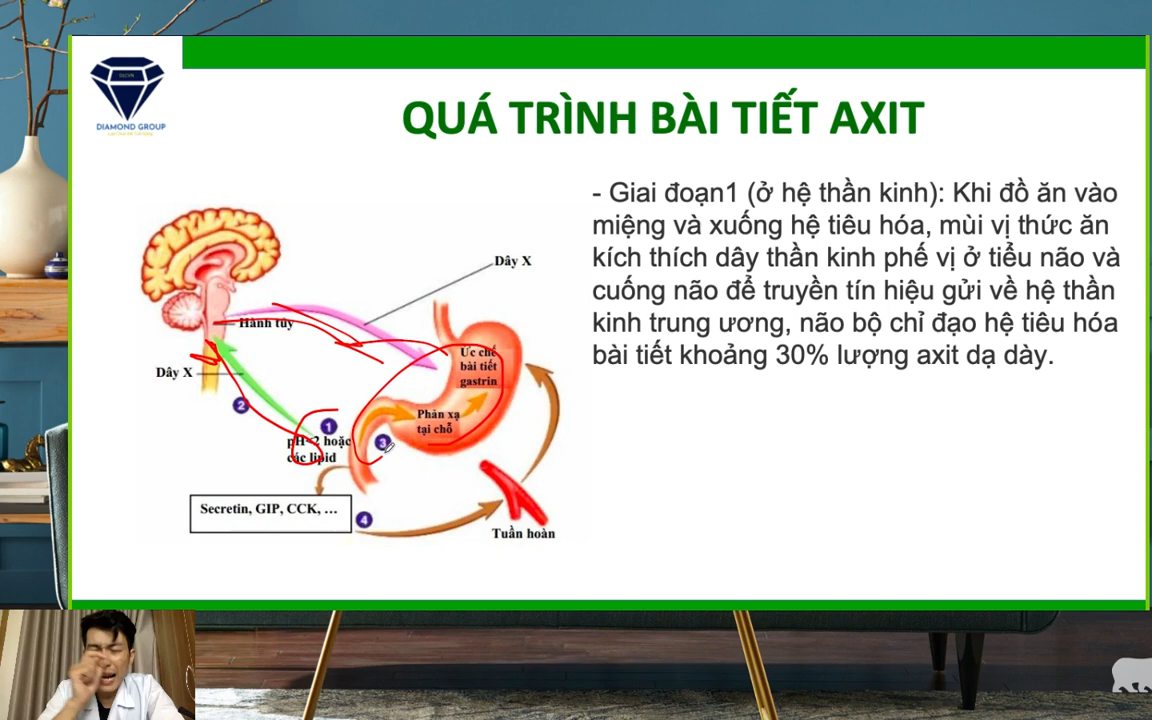 DIAMOND GROUP
QUÁ TRÌNH BÀI TIẾT AXIT
- Giai đoạn1 (ở hệ thần kinh): Khi đồ ăn vào
miệng và xuống hệ tiêu hóa, mùi vị thức ăn
kích thích dây thần kinh phế vị ở tiểu não và
cuống não để truyền tín hiệu gửi về hệ thần
kinh trung ương, não bộ chỉ đạo hệ tiêu hóa
bài tiết khoảng 30% lượng axit dạ dày.
Dây X
Hành tủy
Ức chế
bài tiết
gastrin
Dây X
2
Phản xạ
tại chỗ
1
3
pH<2 hoặc
các lipid
Secretin, GIP, CCK, ...
4
Tuần hoàn